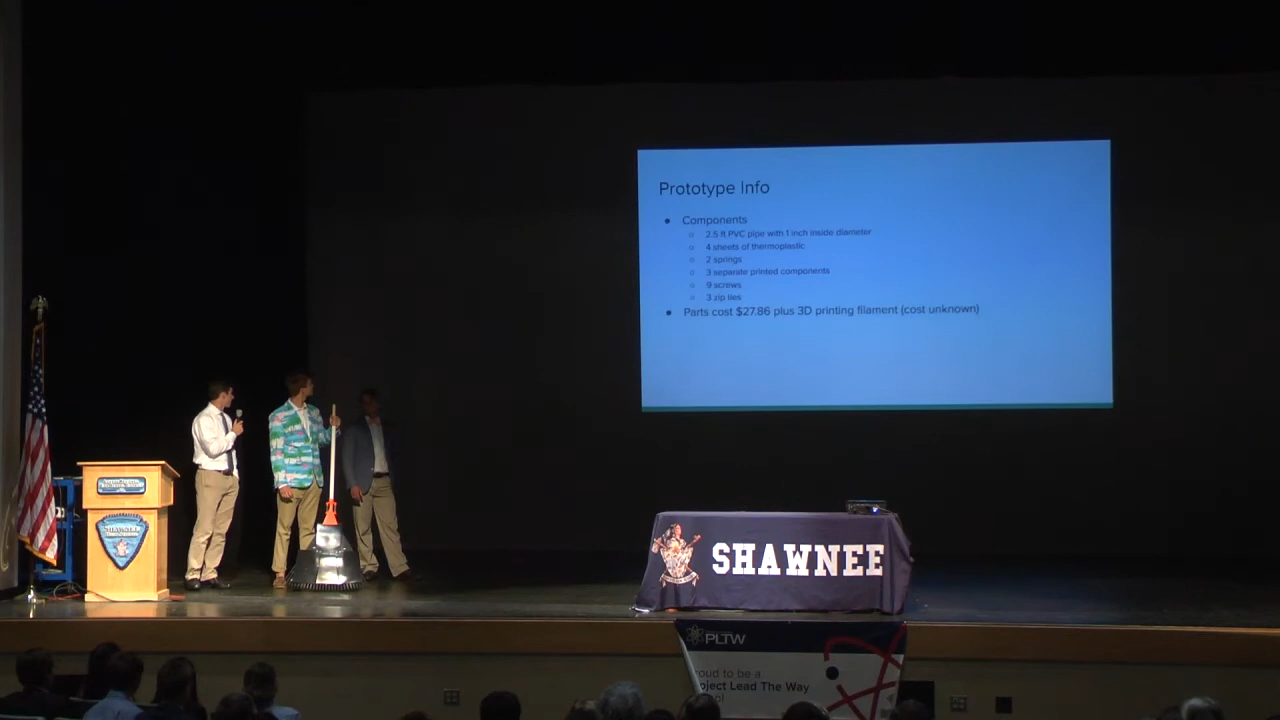 Prototype Info
● Components
○ 2.5 ft PVC pipe with 1 inch inside diameter
○ 4 sheets of thermoplastic
○ 2 springs
○ 3 separate printed components
○ 9 screws
○ 3 zip ties
● Parts cost $27.86 plus 3D printing filament (cost unknown)
SHAWNEE
SHAWNEE
PLTW
roud to be a
oject Lead The Way
ol